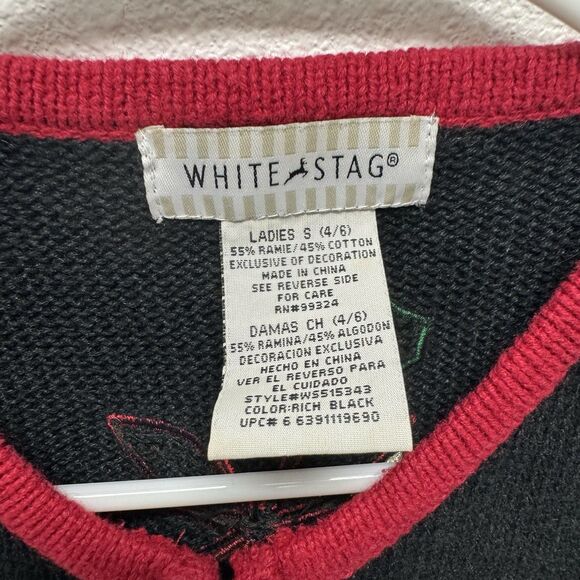 WHITE STAG®
LADIES S (4/6)
55% RAMIE/45% COTTON
EXCLUSIVE OF DECORATION
MADE IN CHINA
SEE REVERSE SIDE
FOR CARE
RN#99324
DAMAS CH (4/6)
55% RAMINA/45% ALGODON
DECORACION EXCLUSIVA
HECHO EN CHINA
VER EL REVERSO PARA
EL CUIDADO
STYLE#WS515343
COLOR:RICH BLACK
UPC# 6 6391119690